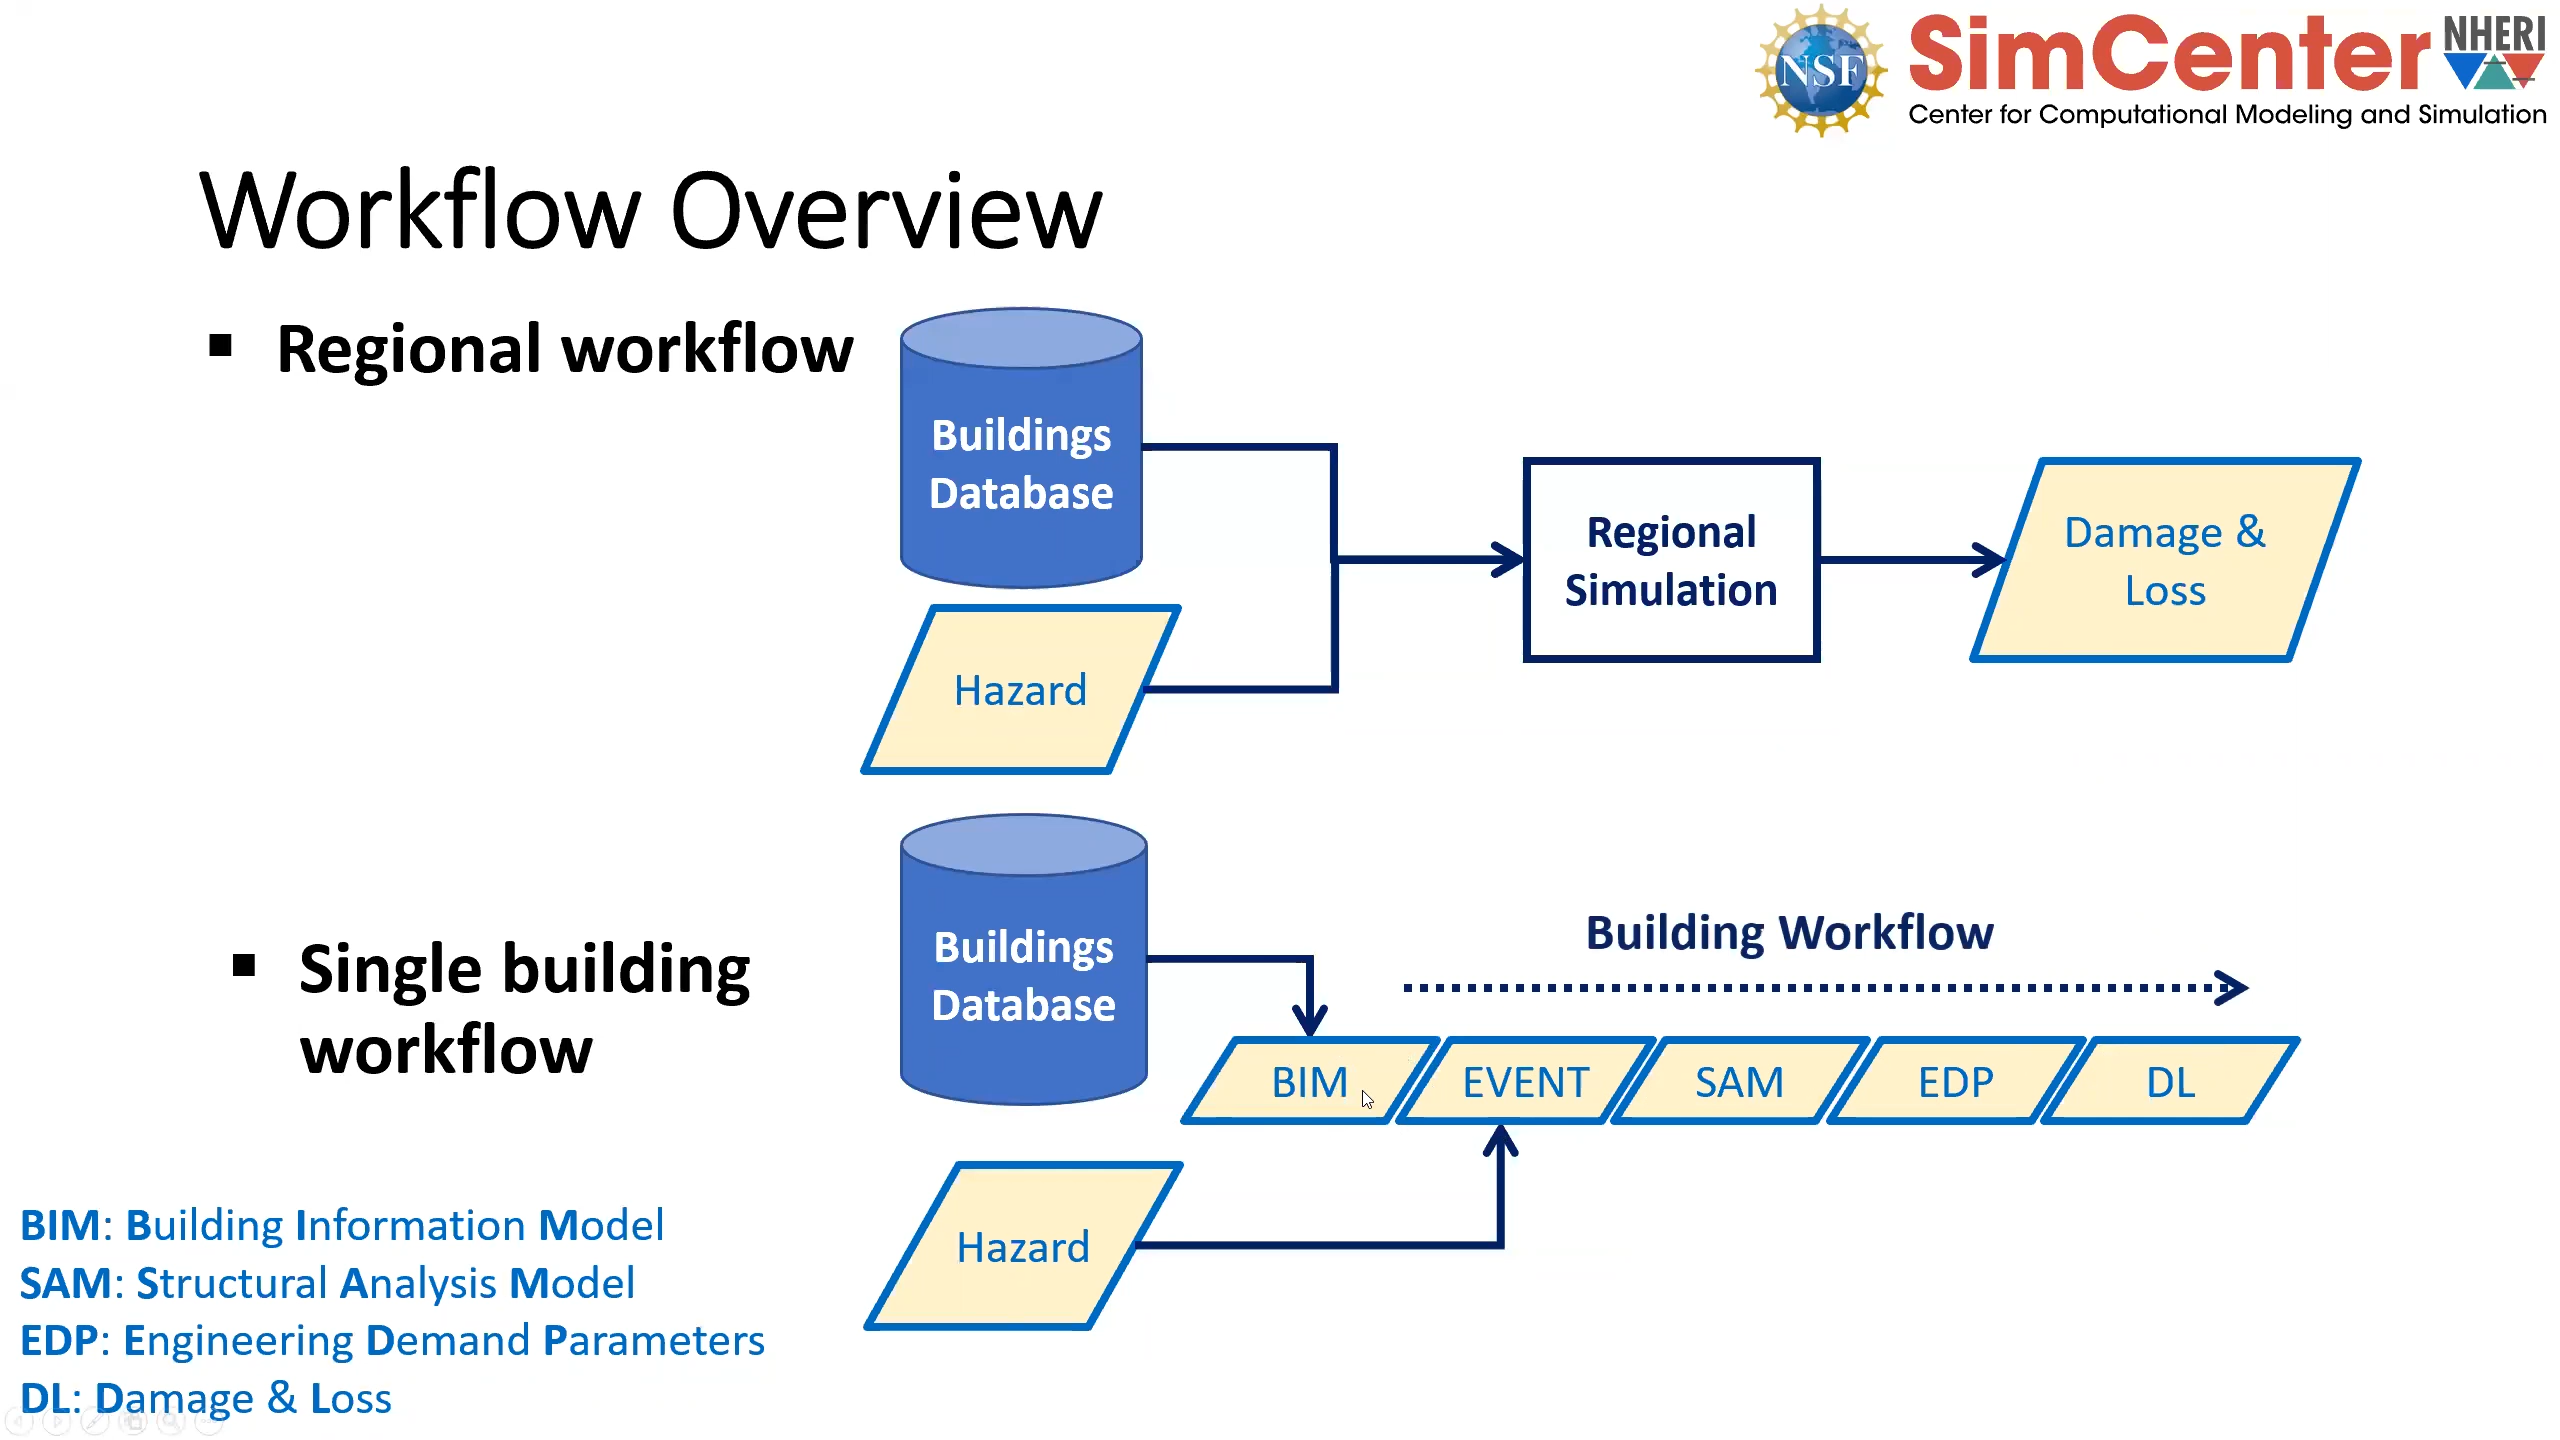 NSF
SimCenter
NHERI
Center for Computational Modeling and Simulation
Workflow Overview
▪ Regional workflow
Buildings
Database
Hazard
Regional
Simulation
Damage &
Loss
▪ Single building
workflow
Buildings
Database
Hazard
Building Workflow
BIM
EVENT
SAM
EDP
DL
BIM: Building Information Model
SAM: Structural Analysis Model
EDP: Engineering Demand Parameters
DL: Damage & Loss